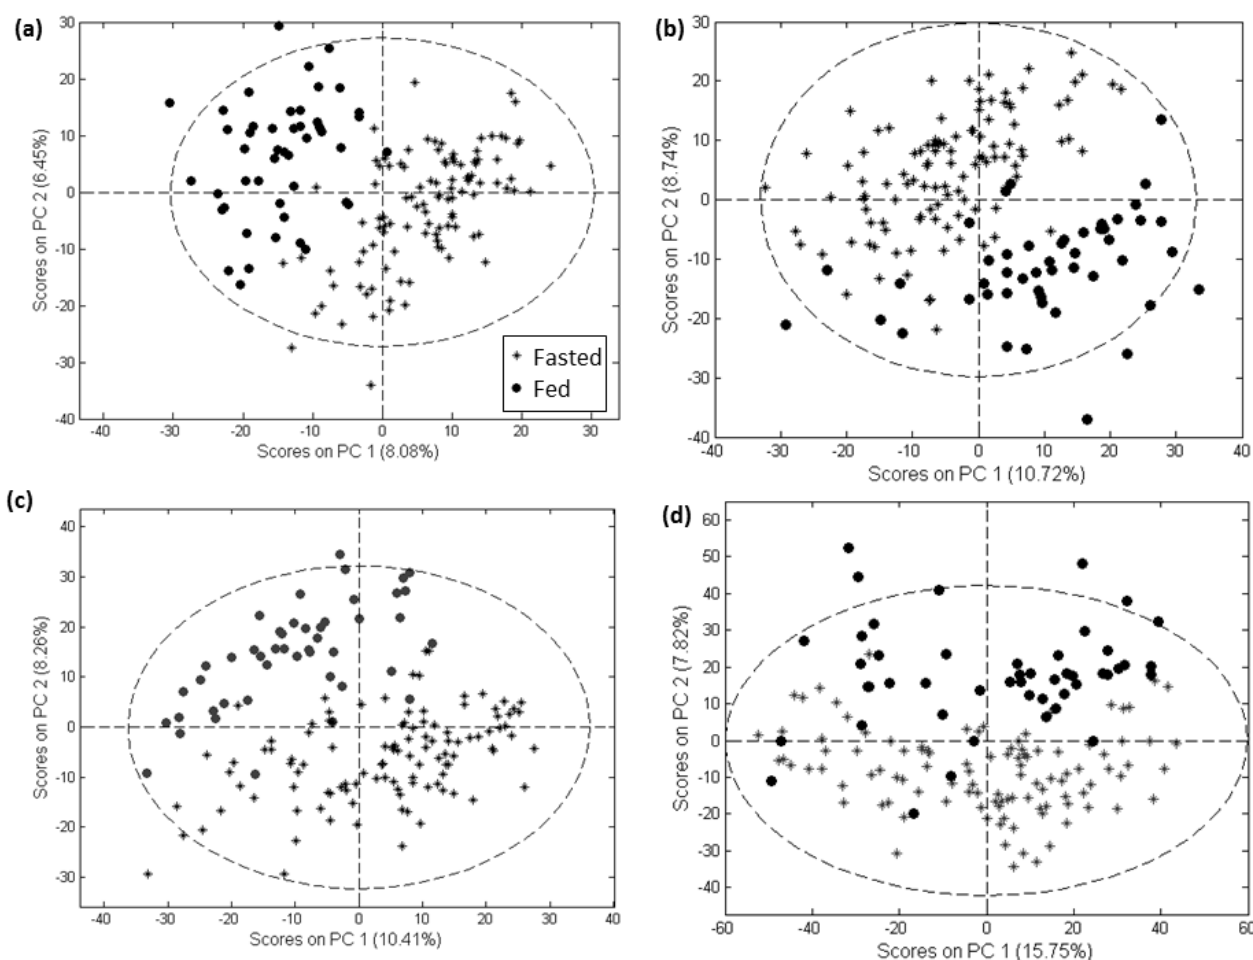 (a)
30
20
10
0
-10
-20
-30
-40
Scores on PC 2 (6.45%)
-40 -30 -20 -10 0 10 20 30
Scores on PC 1 (8.08%)
Fasted
Fed
(b)
30
20
10
0
-10
-20
-30
-40
Scores on PC 2 (8.74%)
-40 -30 -20 -10 0 10 20 30 40
Scores on PC 1 (10.72%)
(c)
40
30
20
10
0
-10
-20
-30
Scores on PC 2 (8.26%)
-40 -30 -20 -10 0 10 20 30 40
Scores on PC 1 (10.41%)
(d)
60
50
40
30
20
10
0
-10
-20
-30
-40
Scores on PC 2 (7.82%)
-60 -40 -20 0 20 40 60
Scores on PC 1 (15.75%)